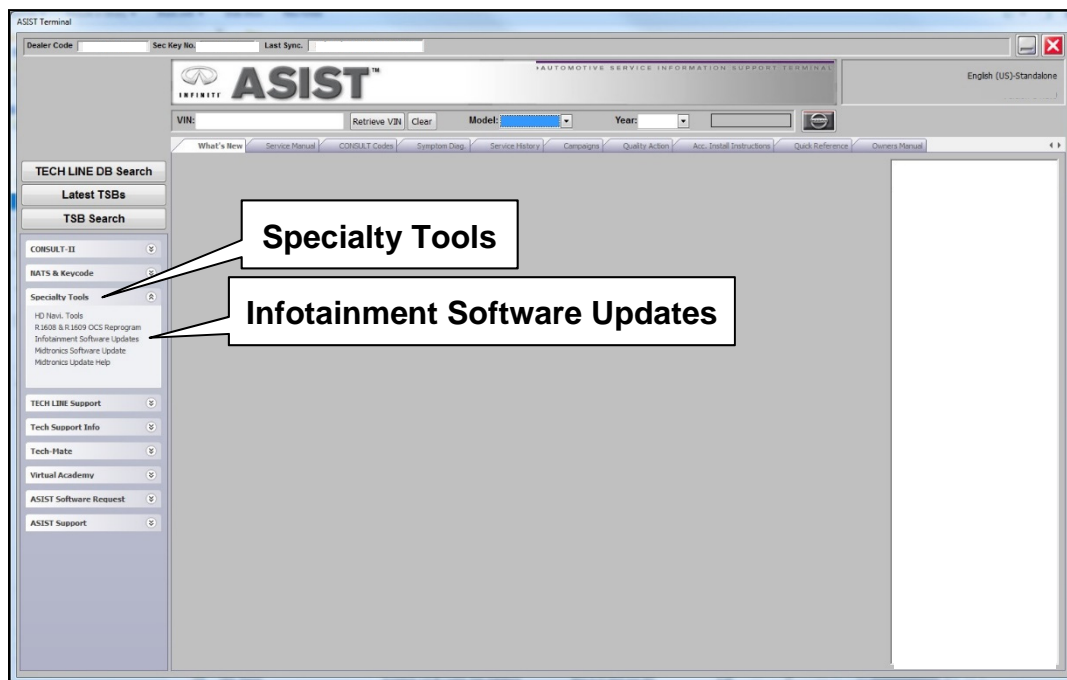 ASIST Terminal
Dealer Code Sec Key No. Last Sync.
AUTOMOTIVE SERVICE INFORMATION SUPPORT TERMINAL
INFINITI ASIST™
English (US)-Standalone
VIN: Retrieve VIN Clear Model: Year:
What's New Service Manual CONSULT Codes Symptom Diag. Service History Campaigns Quality Action Acc. Install Instructions Quick Reference Owners Manual
TECH LINE DB Search
Latest TSBs
TSB Search
Specialty Tools
CONSULT-II
NATS & Keycode
Specialty Tools
Infotainment Software Updates
HD Navi. Tools
R1608 & R1609 OCS Reprogram
Infotainment Software Updates
Midtronics Software Update
Midtronics Update Help
TECH LINE Support
Tech Support Info
Tech-Mate
Virtual Academy
ASIST Software Request
ASIST Support